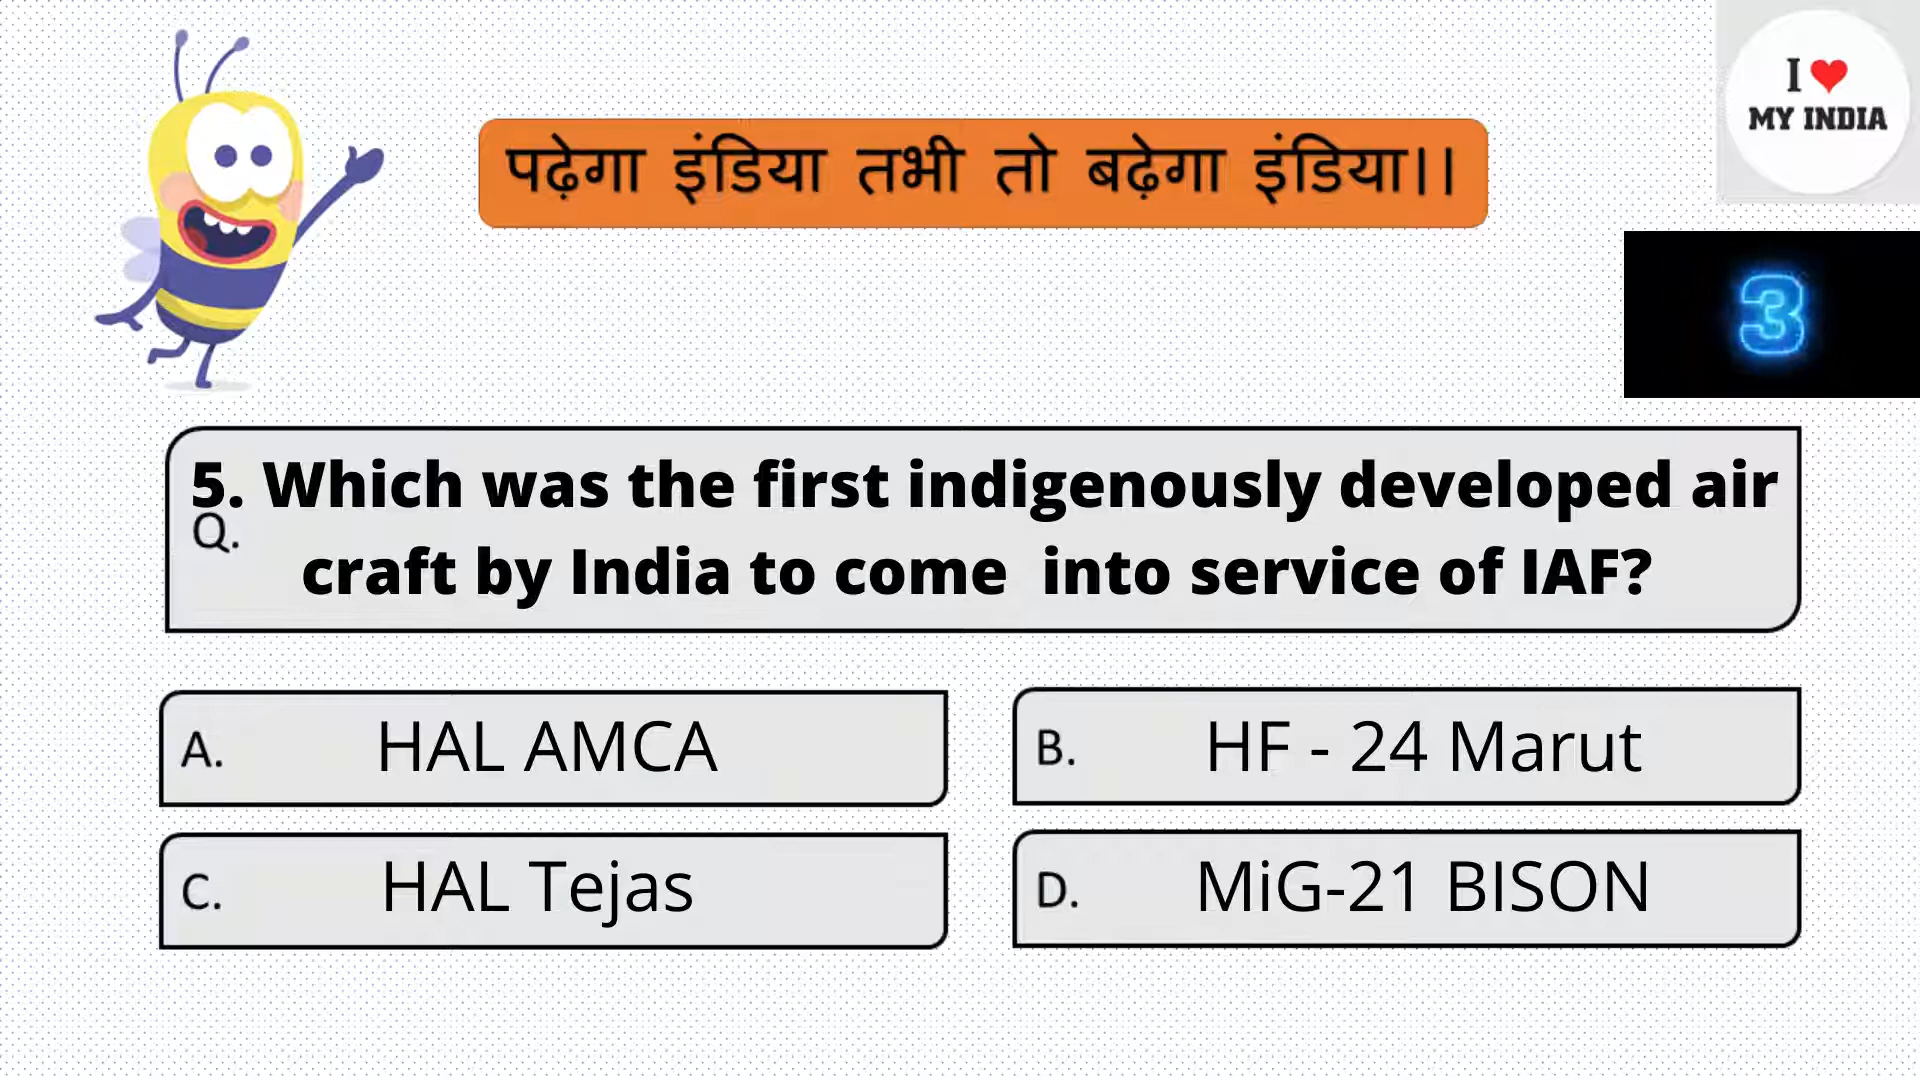 I ❤
MY INDIA
पढ़ेगा इंडिया तभी तो बढ़ेगा इंडिया।।
3
5. Which was the first indigenously developed air
Q.
craft by India to come into service of IAF?
A. HAL AMCA
B. HF - 24 Marut
C. HAL Tejas
D. MiG-21 BISON